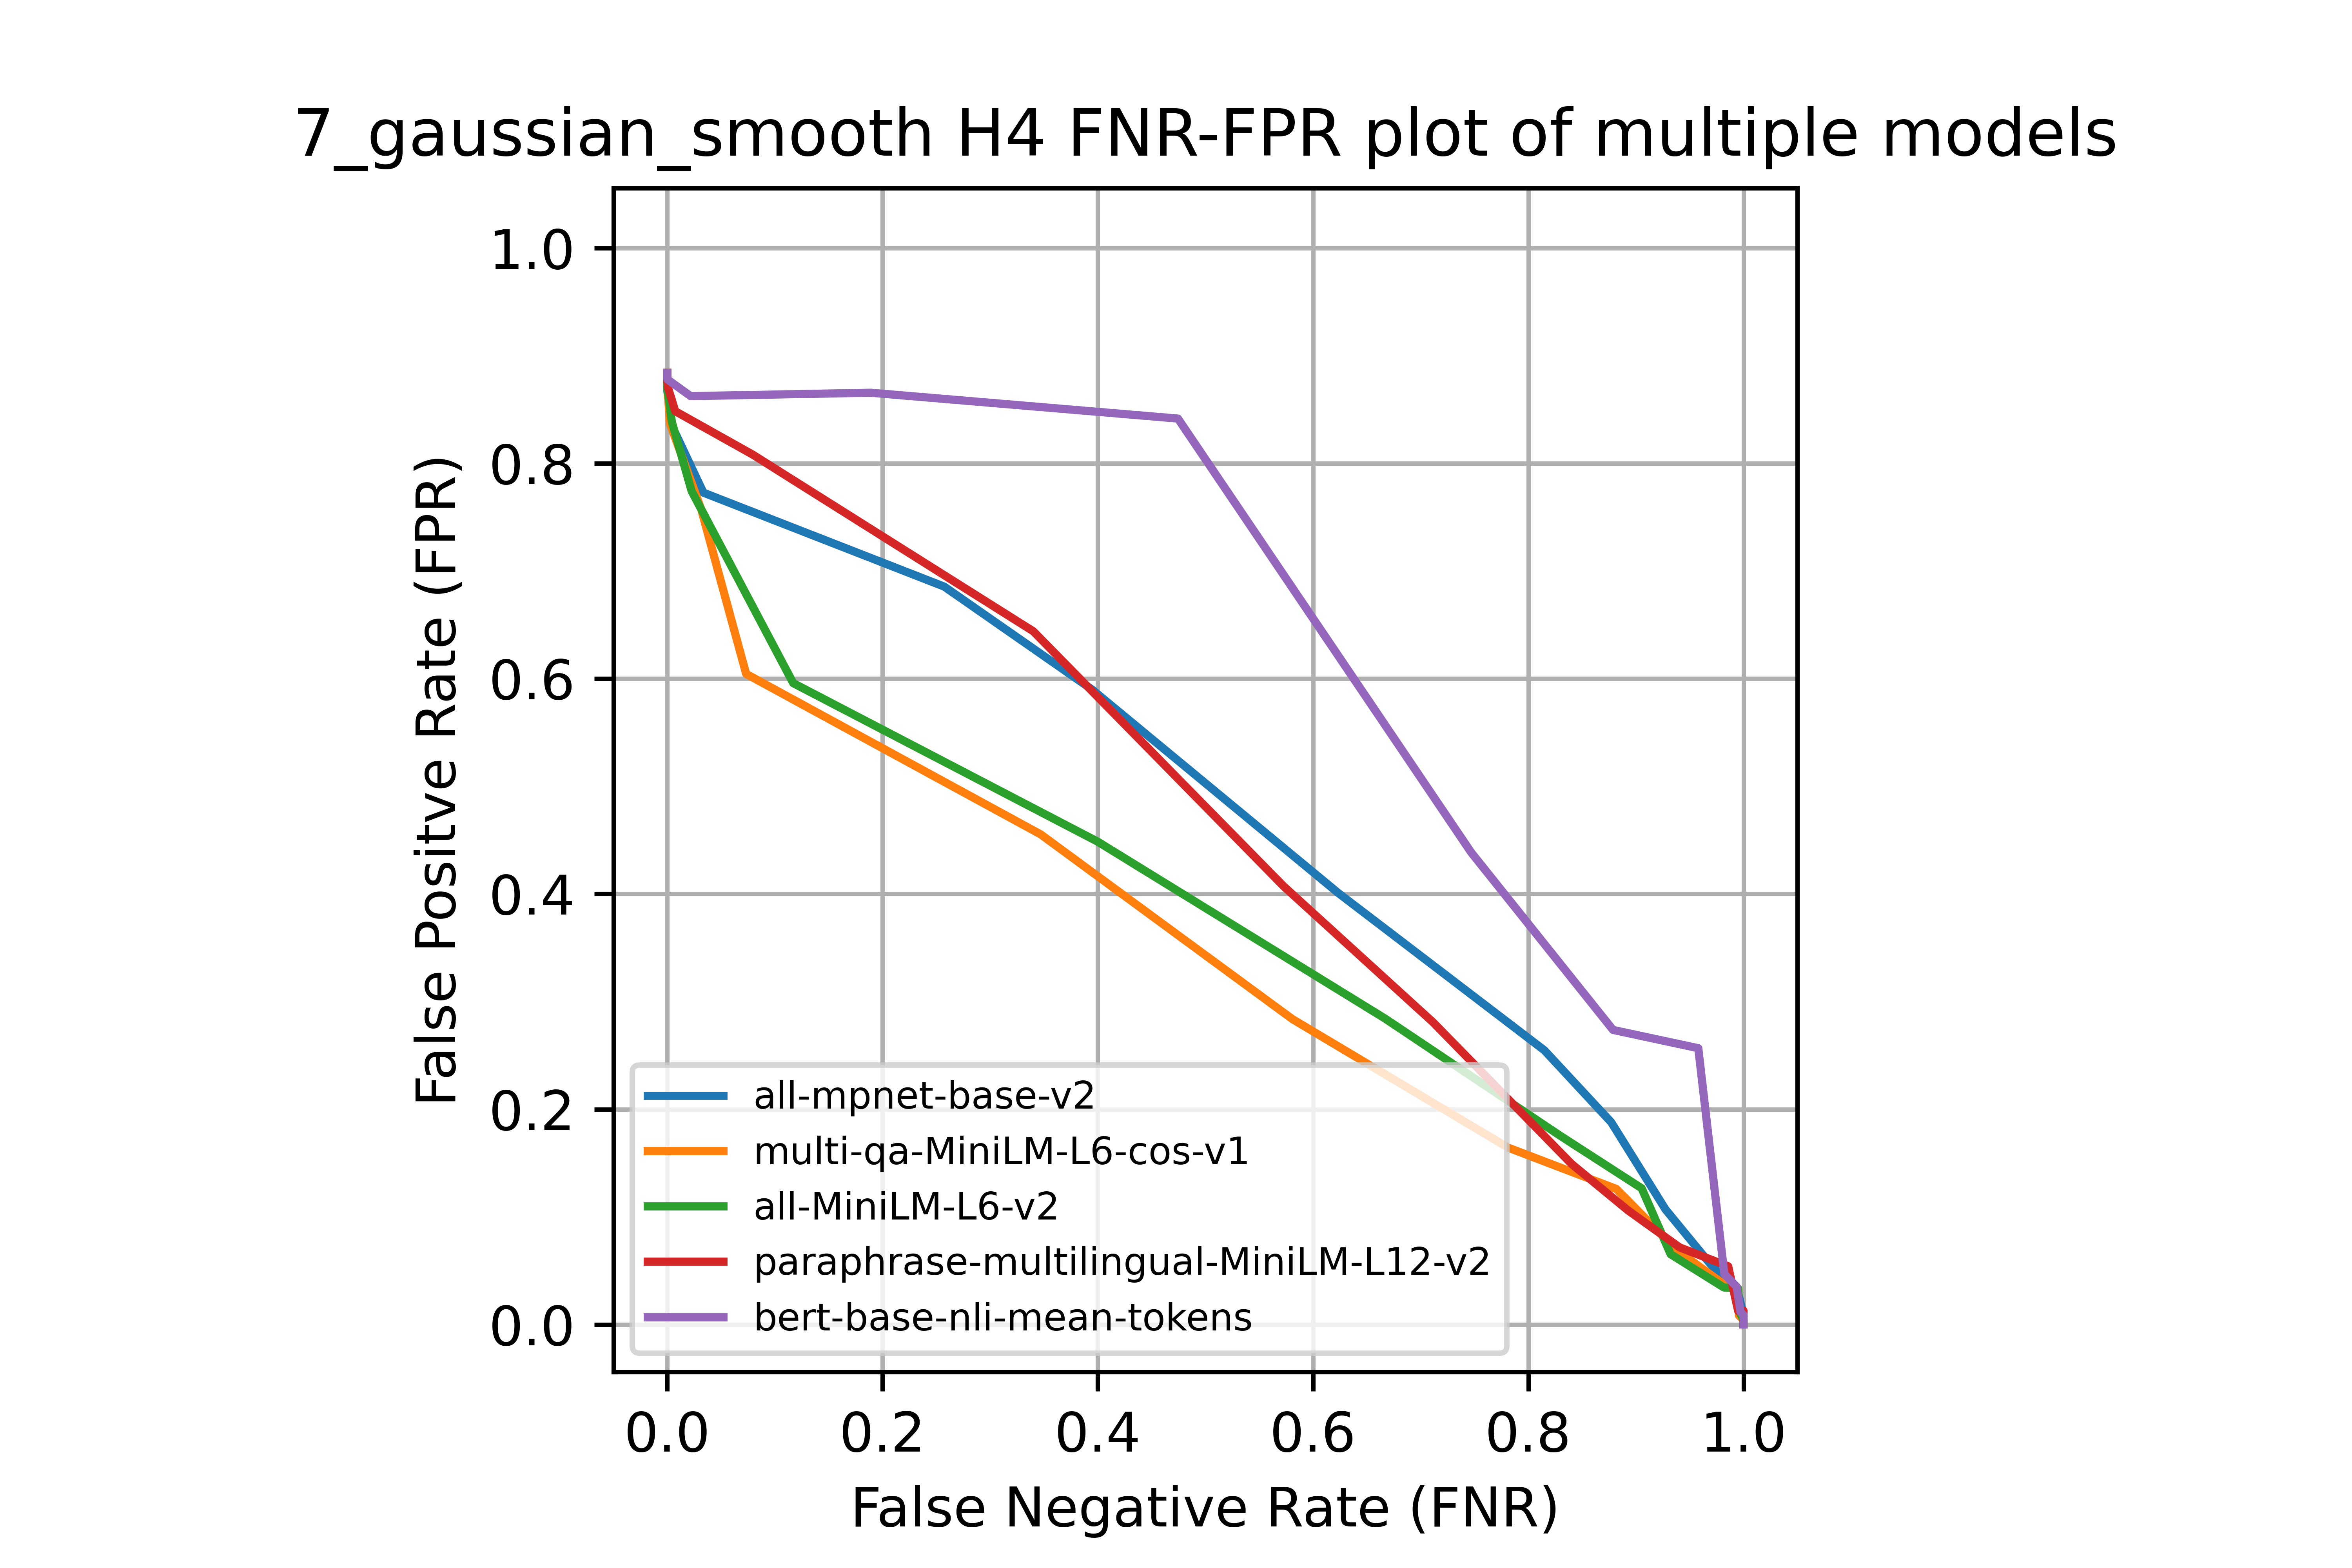 7_gaussian_smooth H4 FNR-FPR plot of multiple models
False Positve Rate (FPR)
1.0
0.8
0.6
0.4
0.2
0.0
all-mpnet-base-v2
multi-qa-MiniLM-L6-cos-v1
all-MiniLM-L6-v2
paraphrase-multilingual-MiniLM-L12-v2
bert-base-nli-mean-tokens
0.0 0.2 0.4 0.6 0.8 1.0
False Negative Rate (FNR)